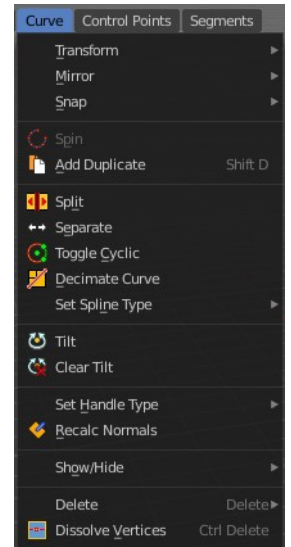 Curve Control Points Segments
Transform
Mirror
Snap
Spin
Add Duplicate Shift D
Split
Separate
Toggle Cyclic
Decimate Curve
Set Spline Type
Tilt
Clear Tilt
Set Handle Type
Recalc Normals
Show/Hide
Delete Delete
Dissolve Vertices Ctrl Delete